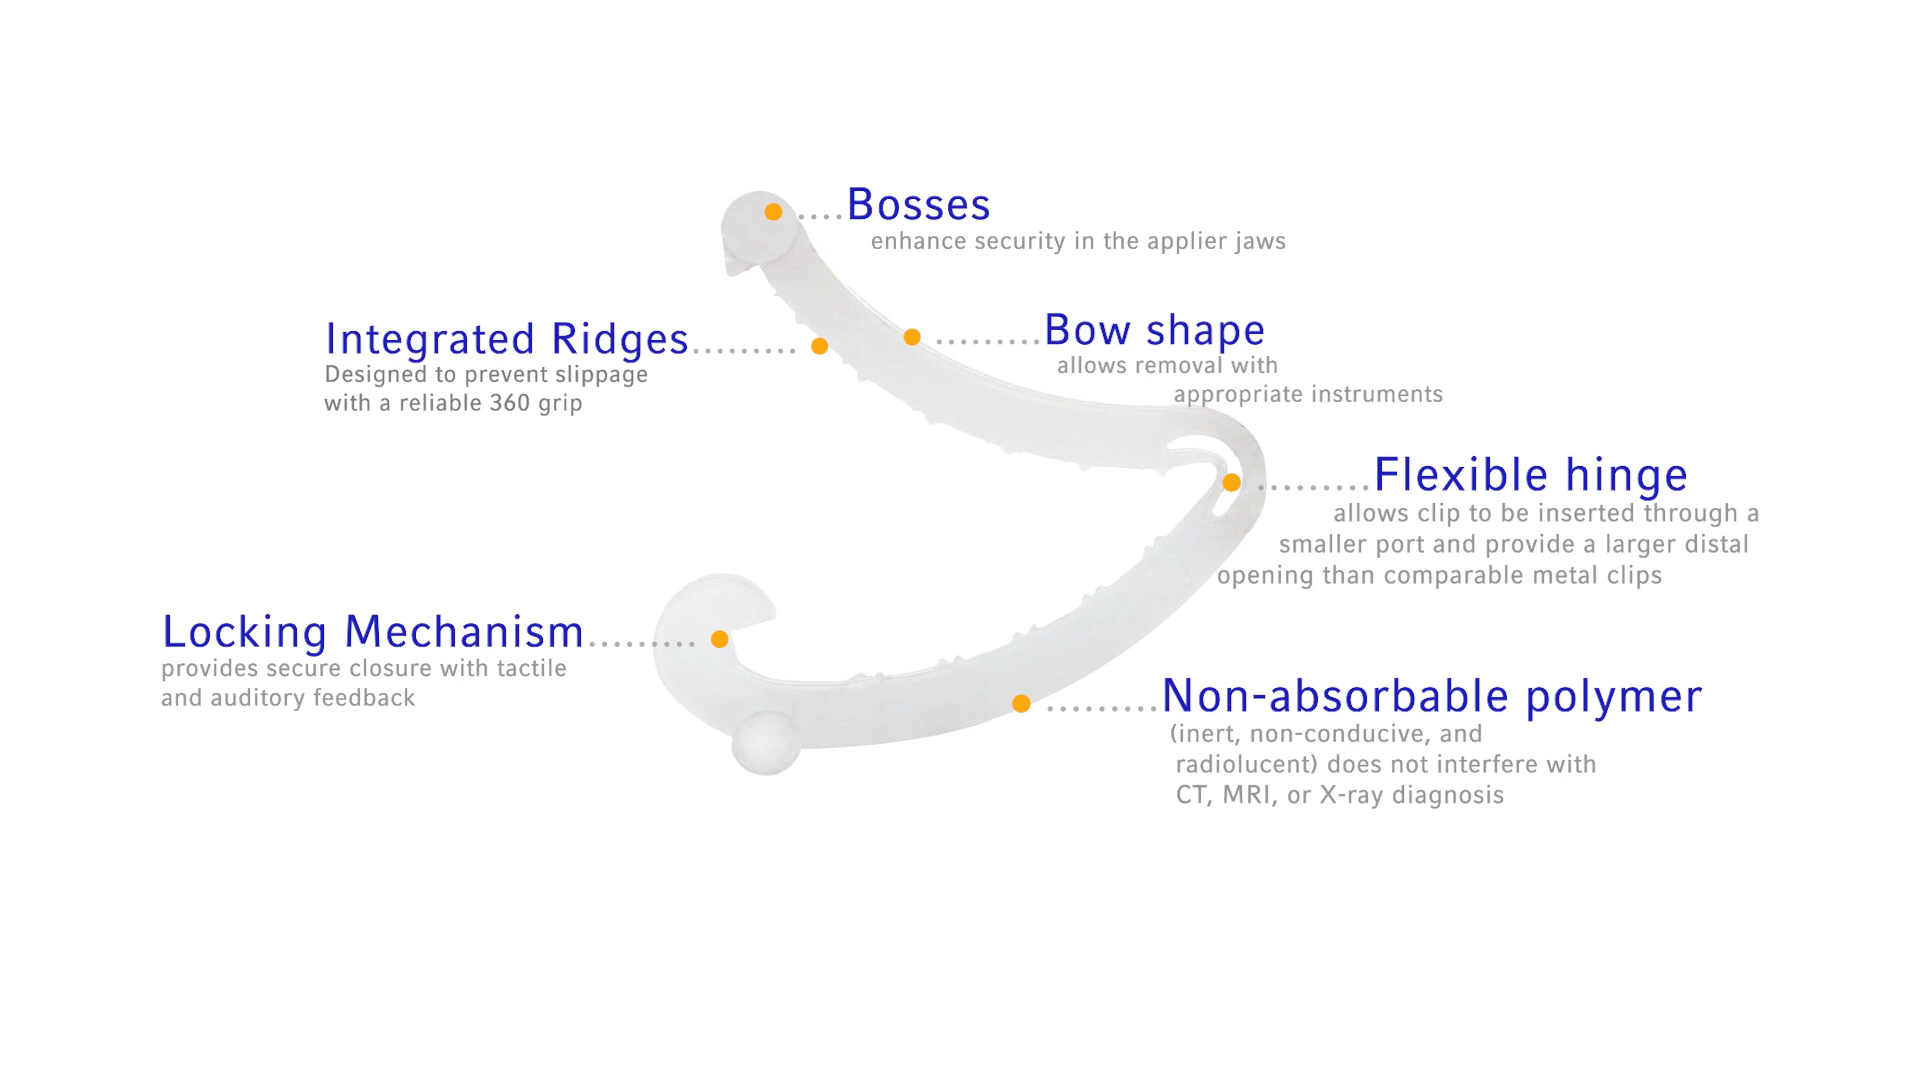 Bosses
enhance security in the applier jaws
Integrated Ridges
Designed to prevent slippage
with a reliable 360 grip
Bow shape
allows removal with
appropriate instruments
Flexible hinge
allows clip to be inserted through a
smaller port and provide a larger distal
opening than comparable metal clips
Locking Mechanism
provides secure closure with tactile
and auditory feedback
Non-absorbable polymer
(inert, non-conducive, and
radiolucent) does not interfere with
CT, MRI, or X-ray diagnosis